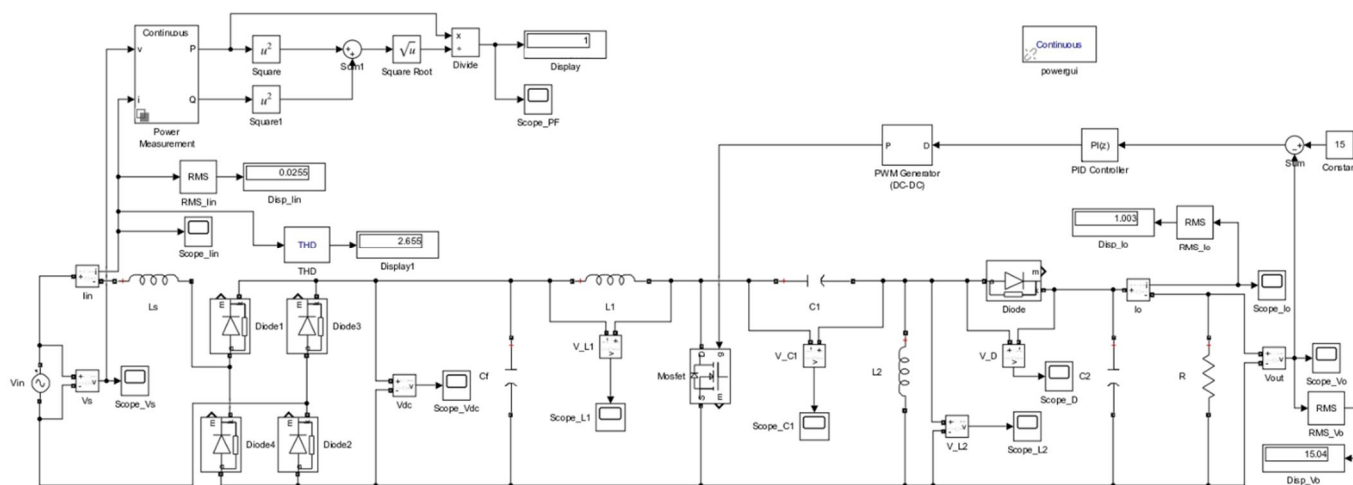 Continuous
v
P
i
Q
Power
Measurement
u²
Square
u²
Square1
+
+
Sum1
√u
Square Root
x
÷
Divide
1
Display
Scope_PF
Continuous
powergui
RMS
RMS_Iin
0.0255
Disp_Iin
Scope_Iin
THD
THD
2.655
Display1
P
D
PWM Generator
(DC-DC)
PI(z)
PID Controller
Sum
15
Constan
1.003
Disp_Io
RMS
RMS_Io
Scope_Io
Iin
Ls
Diode1
Diode3
Diode4
Diode2
Vin
Vs
Scope_Vs
Vdc
Scope_Vdc
Cf
L1
V_L1
Scope_L1
Mosfet
C1
V_C1
Scope_C1
L2
V_L2
Scope_L2
Diode
V_D
Scope_D
C2
Io
R
Vout
Scope_Vo
RMS
RMS_Vo
15.04
Disp_Vo